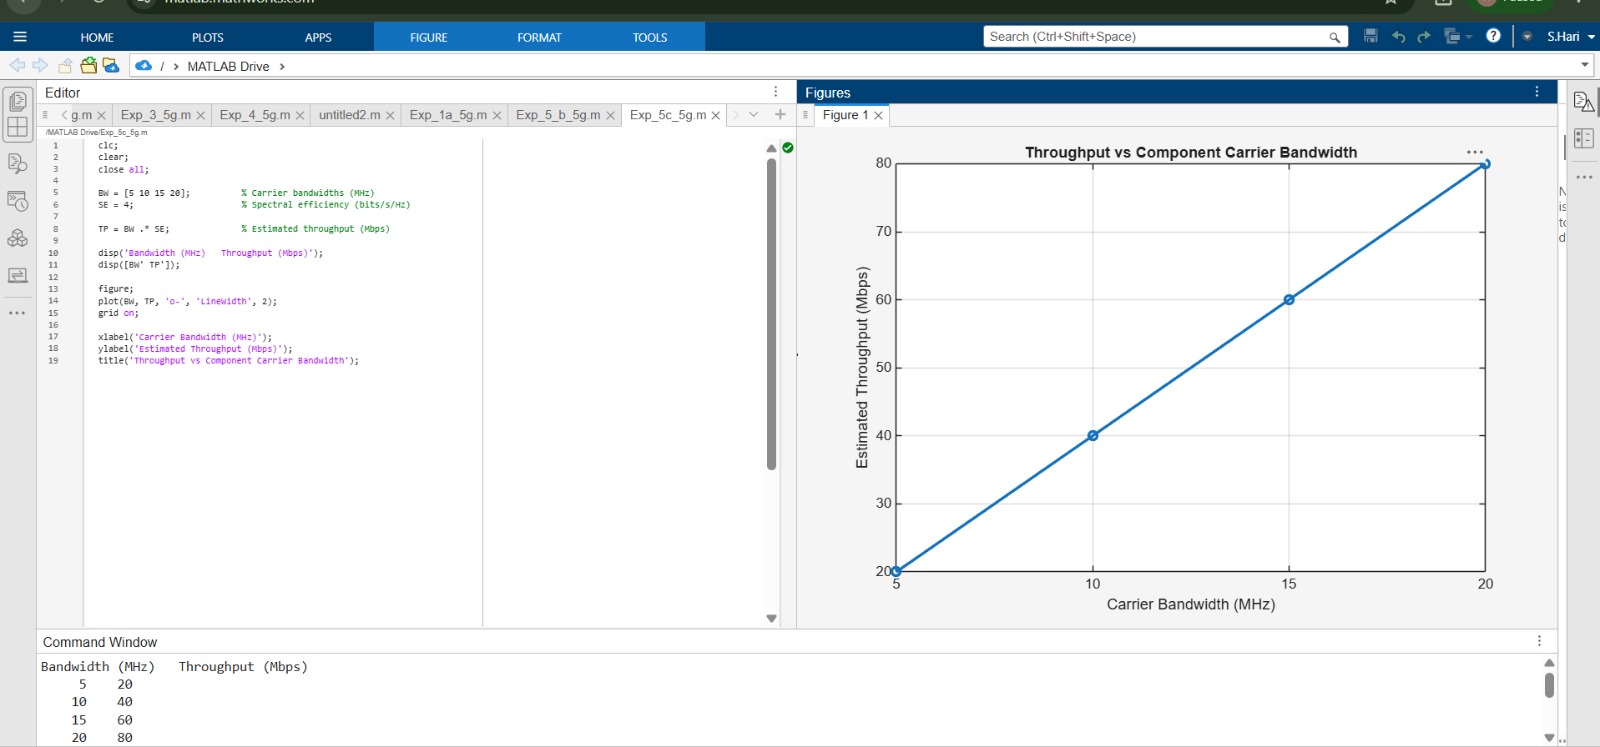 HOME PLOTS APPS FIGURE FORMAT TOOLS Search (Ctrl+Shift+Space) S.Hari
/ > MATLAB Drive >
Editor
g.m Exp_3_5g.m Exp_4_5g.m untitled2.m Exp_1a_5g.m Exp_5_b_5g.m Exp_5c_5g.m
/MATLAB Drive/Exp_5c_5g.m
1 clc;
2 clear;
3 close all;
4
5 BW = [5 10 15 20]; % Carrier bandwidths (MHz)
6 SE = 4; % Spectral efficiency (bits/s/Hz)
7
8 TP = BW .* SE; % Estimated throughput (Mbps)
9
10 disp('Bandwidth (MHz)   Throughput (Mbps)');
11 disp([BW' TP']);
12
13 figure;
14 plot(BW, TP, 'o-', 'LineWidth', 2);
15 grid on;
16
17 xlabel('Carrier Bandwidth (MHz)');
18 ylabel('Estimated Throughput (Mbps)');
19 title('Throughput vs Component Carrier Bandwidth');
Figures
Figure 1
Throughput vs Component Carrier Bandwidth
80
70
60
50
40
30
20
Estimated Throughput (Mbps)
5 10 15 20
Carrier Bandwidth (MHz)
Command Window
Bandwidth (MHz)   Throughput (Mbps)
5 20
10 40
15 60
20 80